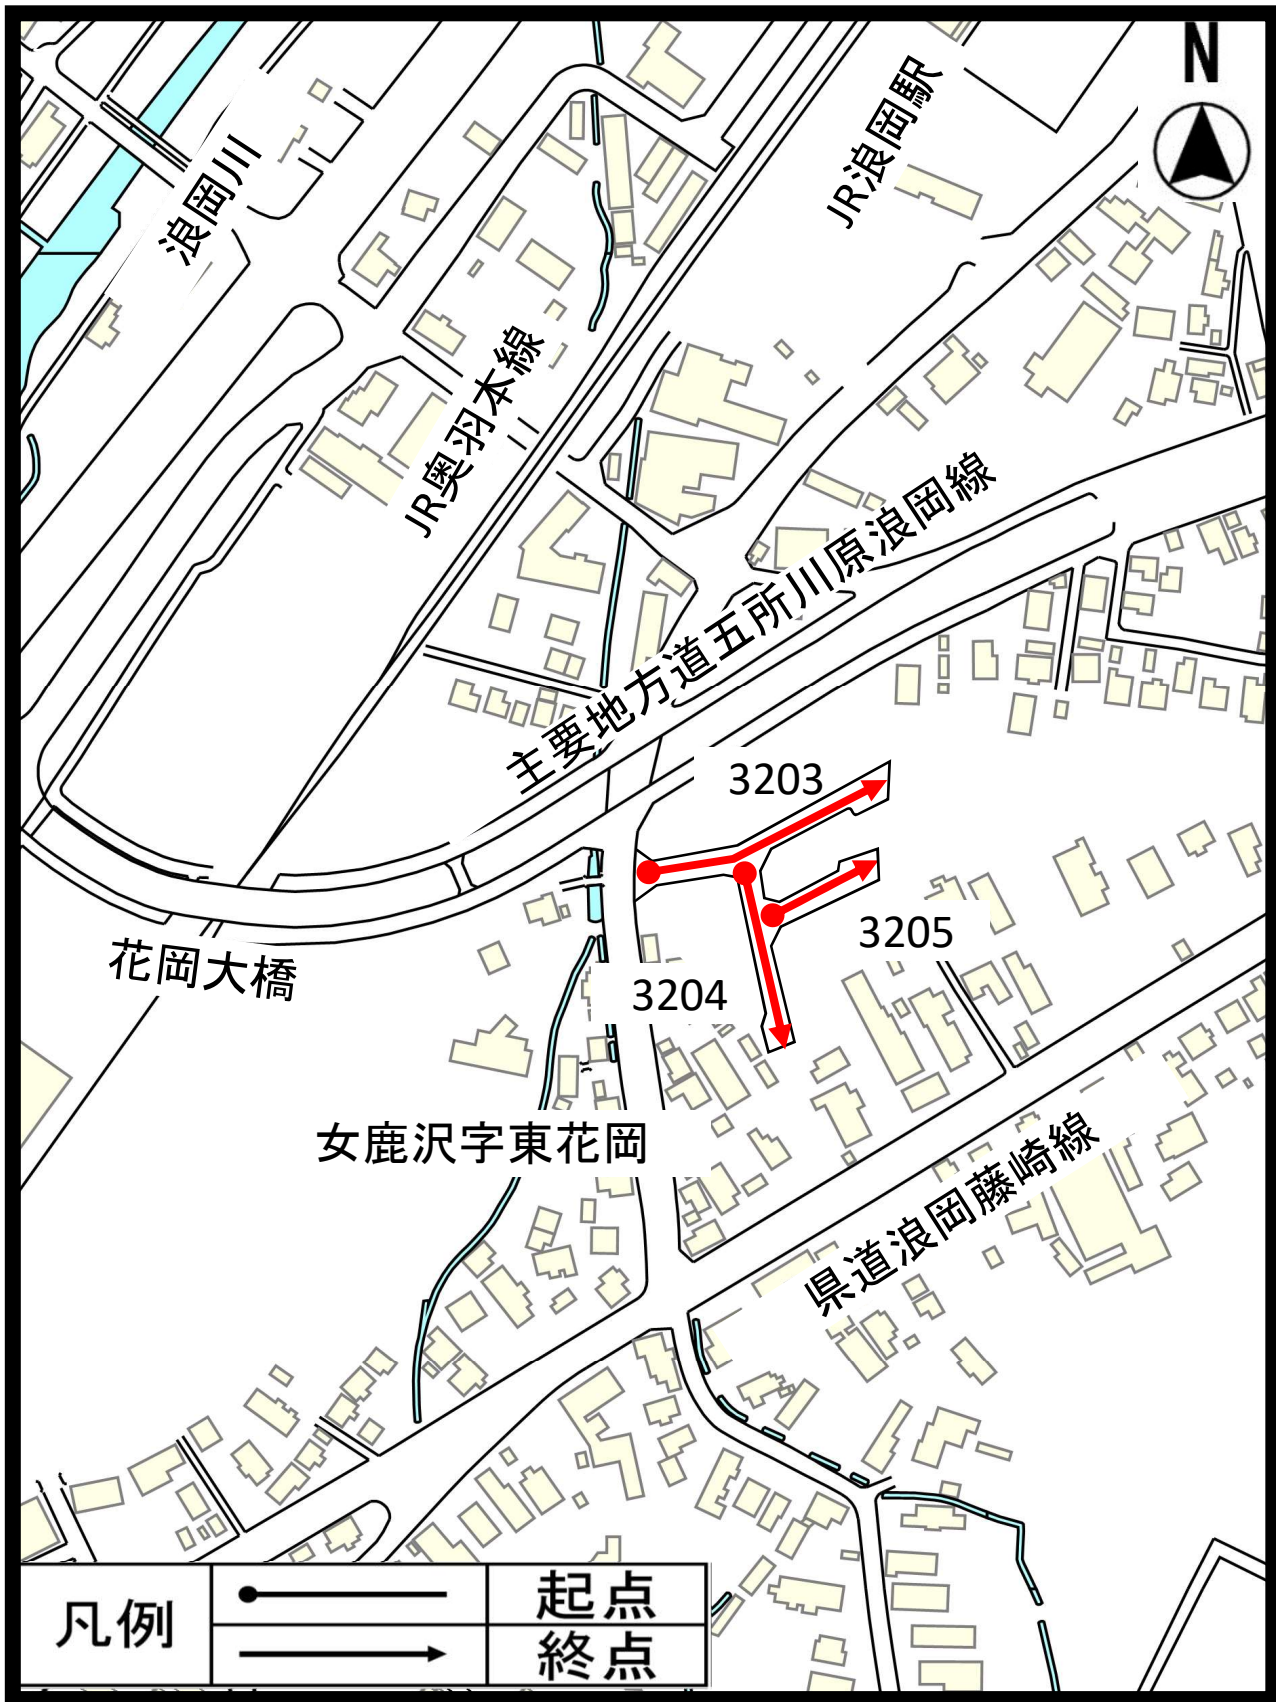 N
JR浪岡駅
浪岡川
JR奥羽本線
主要地方道五所川原浪岡線
3203
3205
花岡大橋
3204
女鹿沢字東花岡
県道浪岡藤崎線
凡例
起点
終点